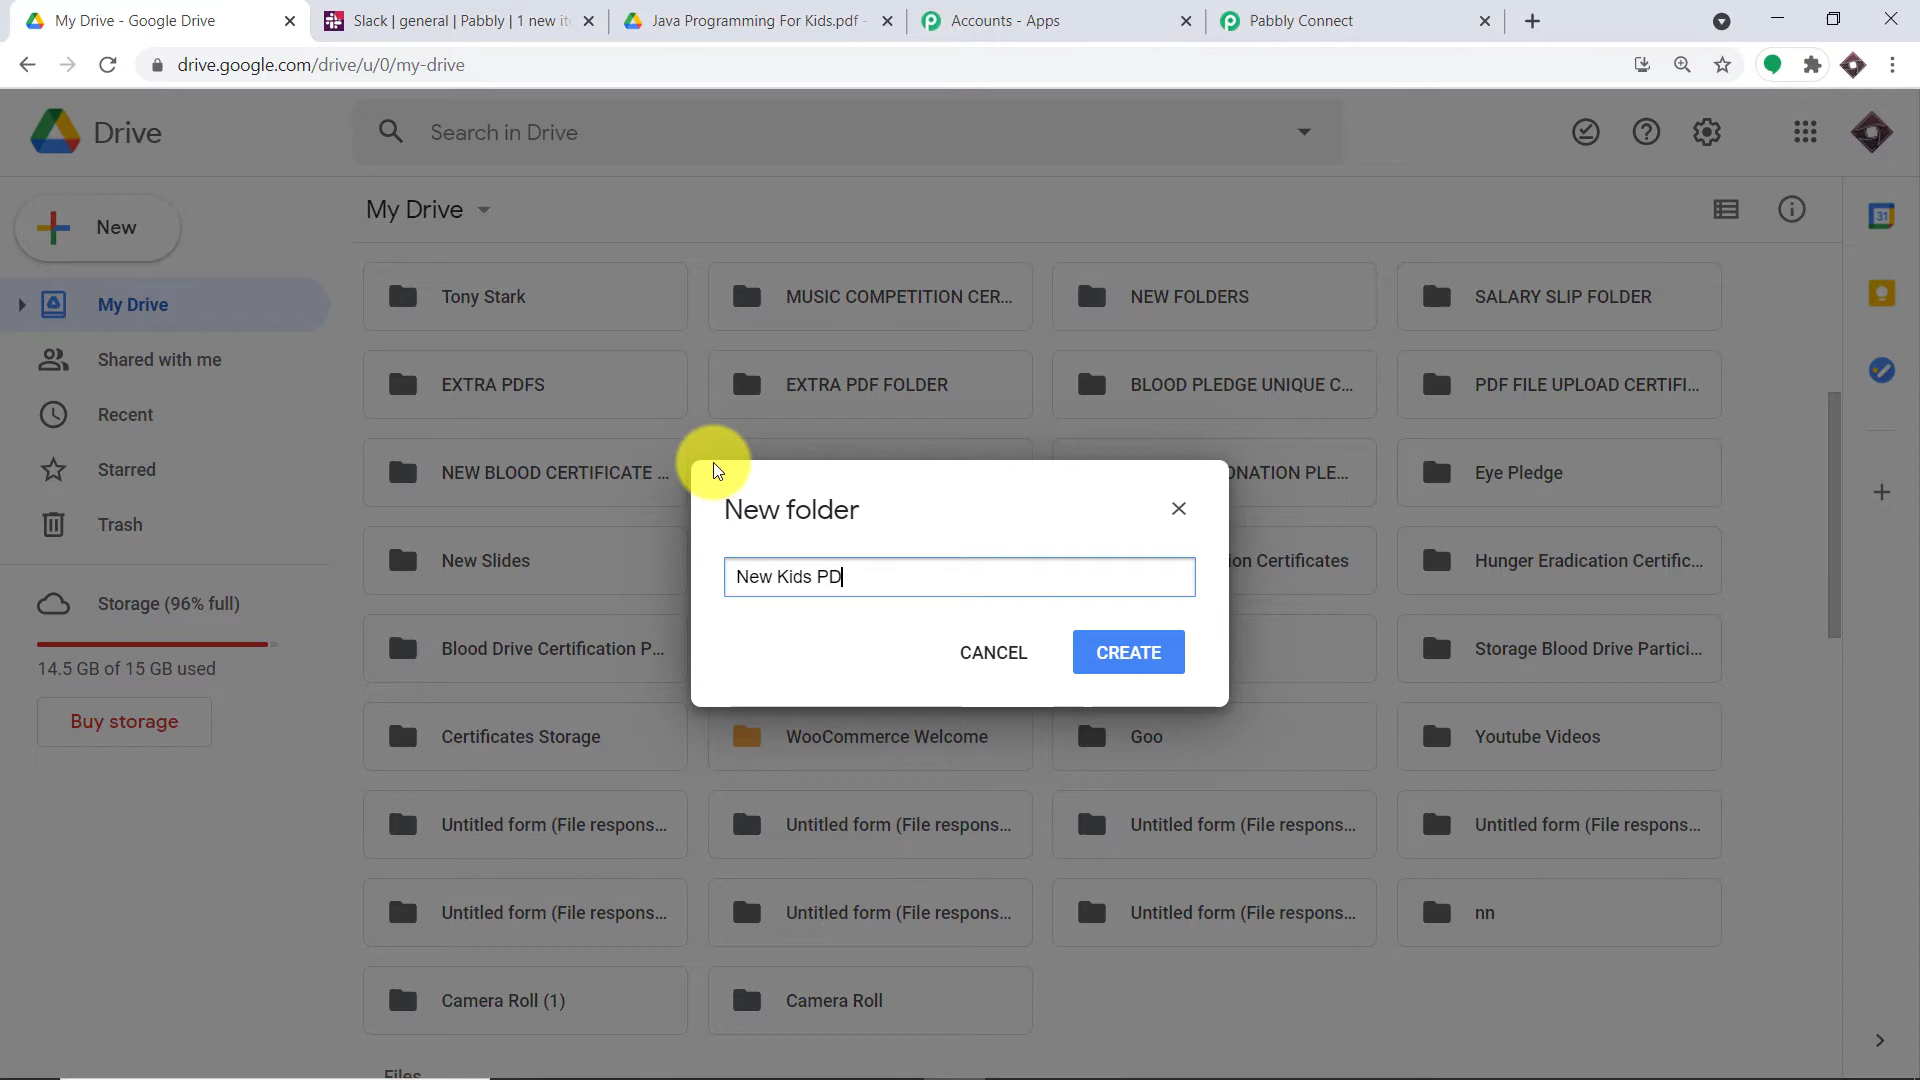 My Drive - Google Drive
Slack | general | Pabbly | 1 new it
Java Programming For Kids.pdf -
Accounts - Apps
Pabbly Connect
drive.google.com/drive/u/0/my-drive
Drive
Search in Drive
New
My Drive
31
My Drive
Shared with me
Recent
Starred
Trash
Storage (96% full)
14.5 GB of 15 GB used
Buy storage
Tony Stark
MUSIC COMPETITION CER...
NEW FOLDERS
SALARY SLIP FOLDER
EXTRA PDFS
EXTRA PDF FOLDER
BLOOD PLEDGE UNIQUE C...
PDF FILE UPLOAD CERTIFI...
NEW BLOOD CERTIFICATE ...
ONATION PLE...
Eye Pledge
New folder
New Kids PD
CANCEL
CREATE
New Slides
ion Certificates
Hunger Eradication Certific...
Blood Drive Certification P...
Storage Blood Drive Partici...
Certificates Storage
WooCommerce Welcome
Goo
Youtube Videos
Untitled form (File respons...
Untitled form (File respons...
Untitled form (File respons...
Untitled form (File respons...
Untitled form (File respons...
Untitled form (File respons...
Untitled form (File respons...
nn
Camera Roll (1)
Camera Roll
Files